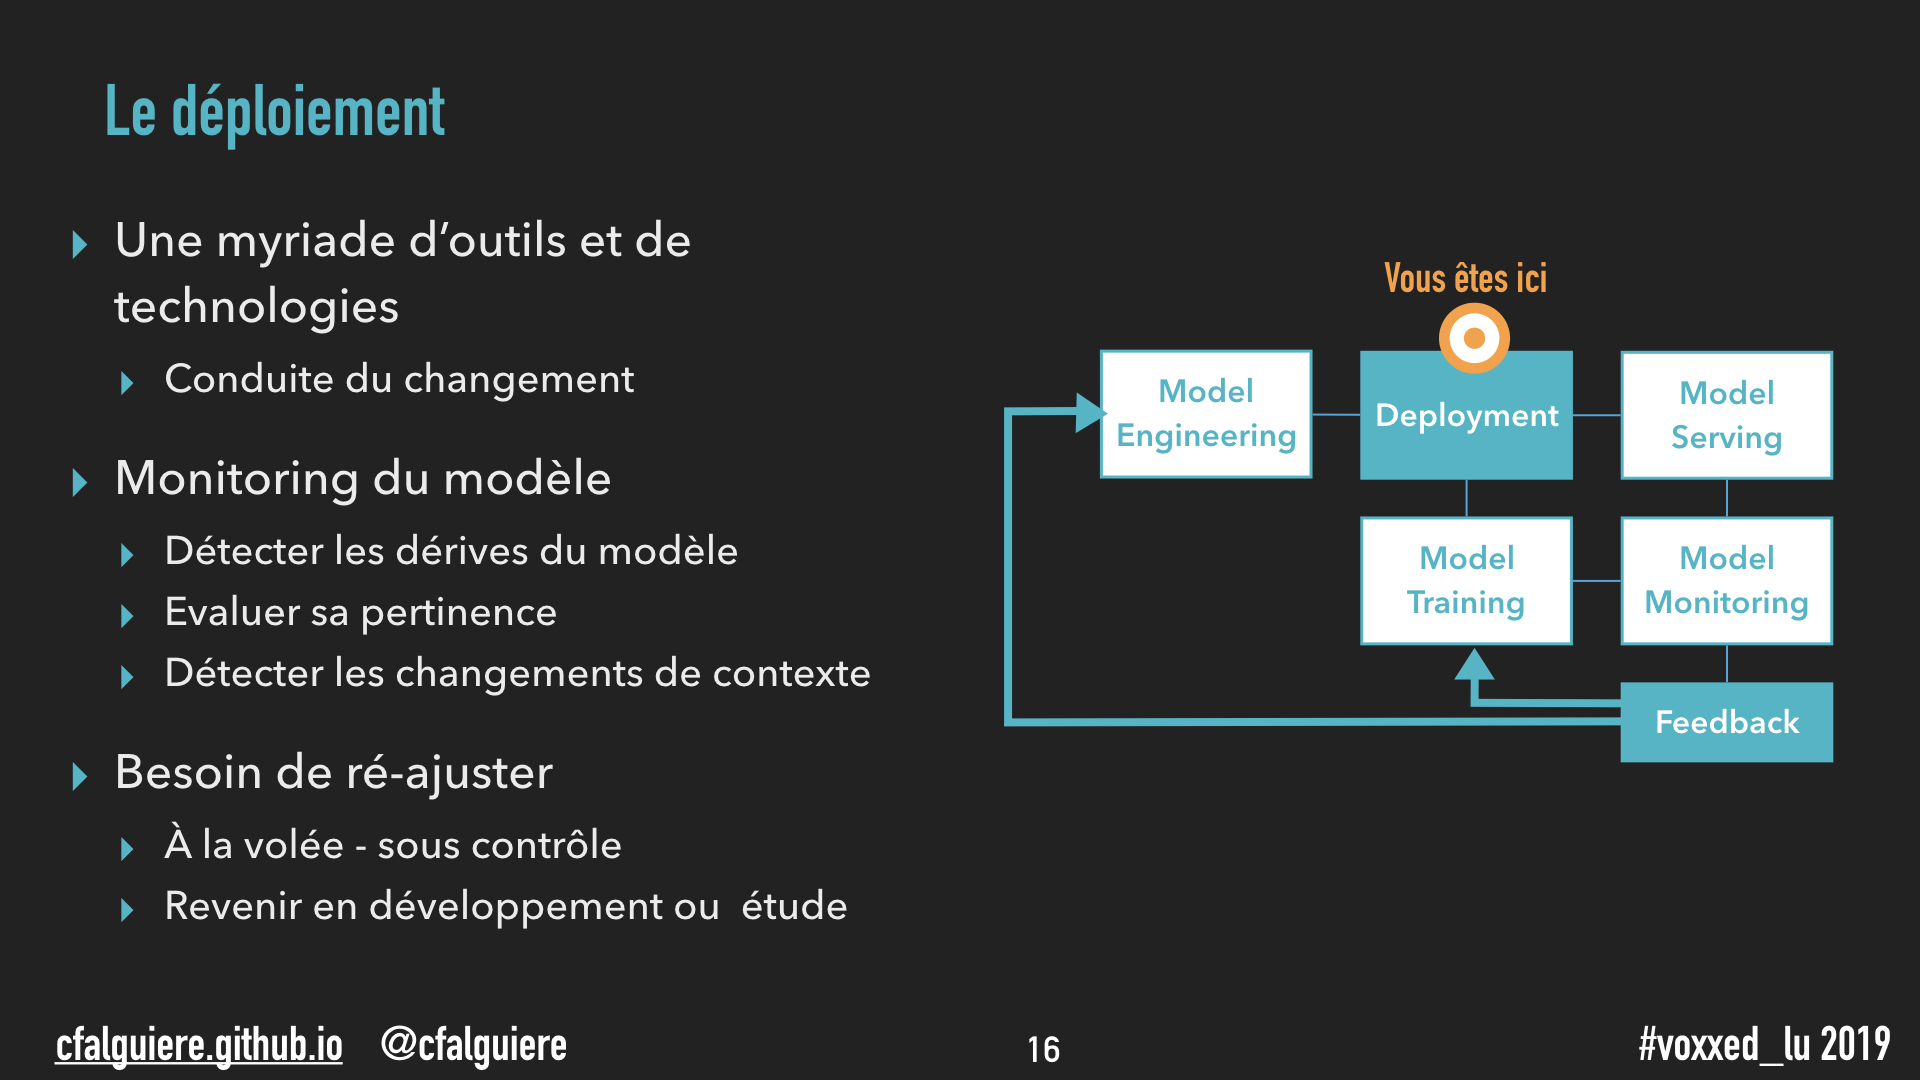 Le déploiement
Une myriade d’outils et de
technologies
Conduite du changement
Monitoring du modèle
Détecter les dérives du modèle
Evaluer sa pertinence
Détecter les changements de contexte
Besoin de ré-ajuster
À la volée - sous contrôle
Revenir en développement ou  étude
Vous êtes ici
Model
Engineering
Deployment
Model
Serving
Model
Training
Model
Monitoring
Feedback
cfalguiere.github.io @cfalguiere
16
#voxxed_lu 2019